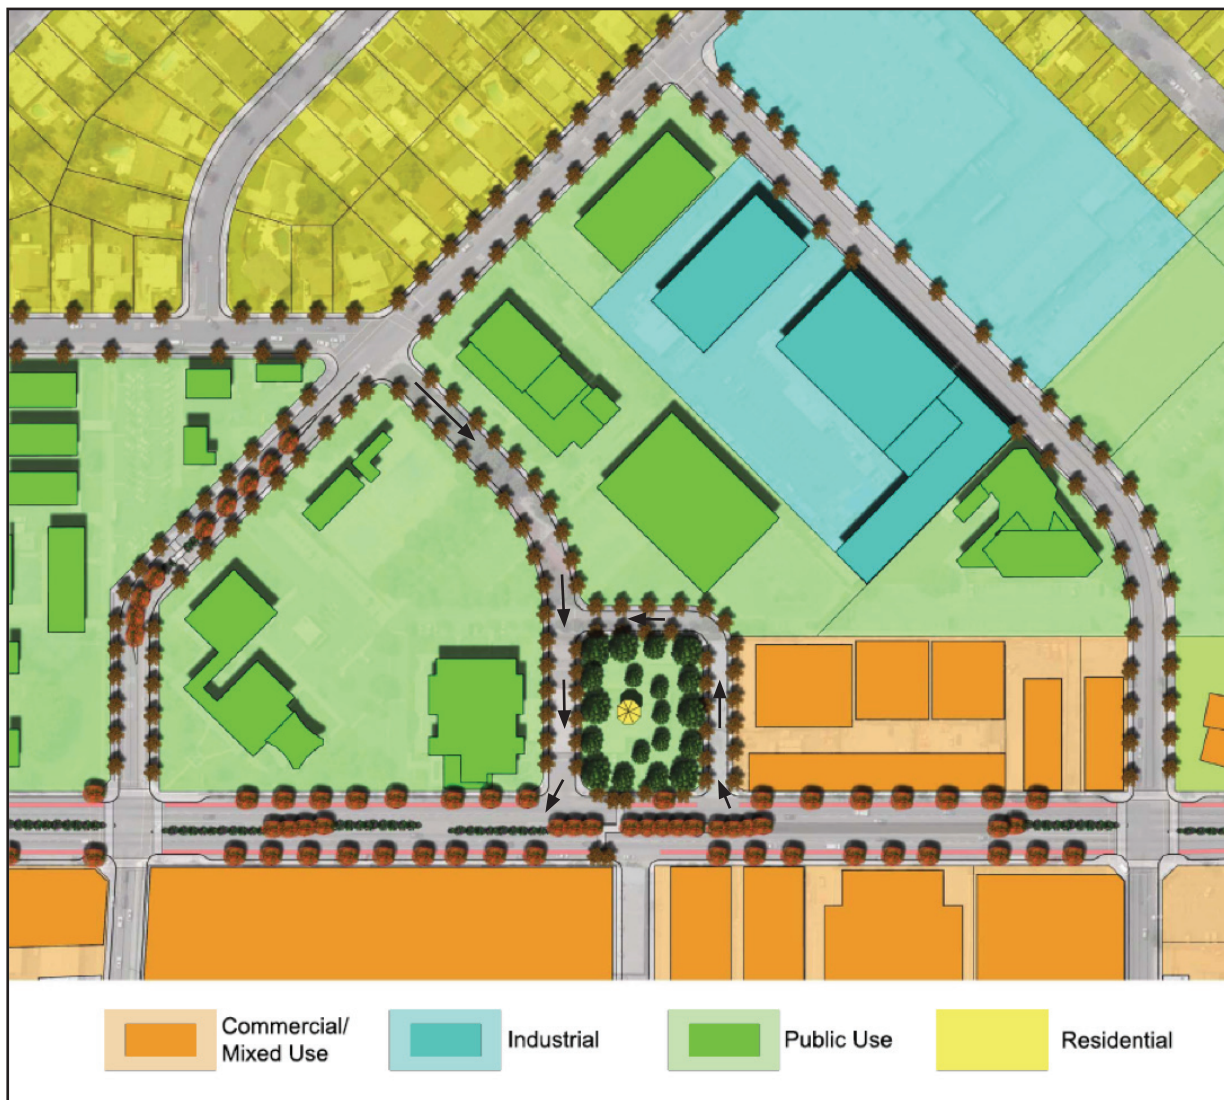 Commercial/
Mixed Use
Industrial
Public Use
Residential